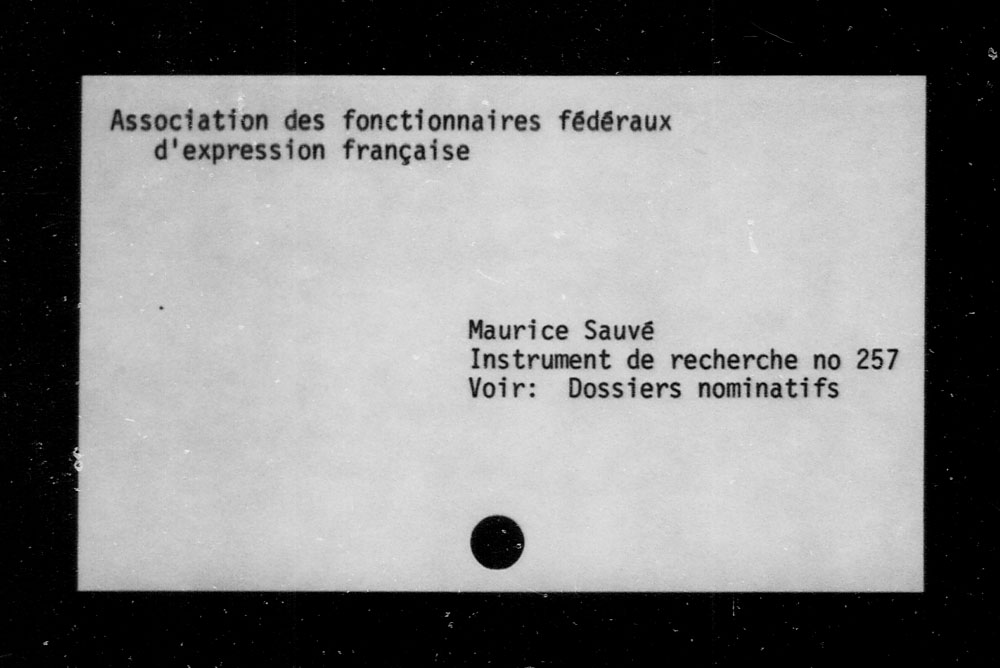 Association des fonctionnaires fédéraux
d'expression française
Maurice Sauvé
Instrument de recherche no 257
Voir: Dossiers nominatifs